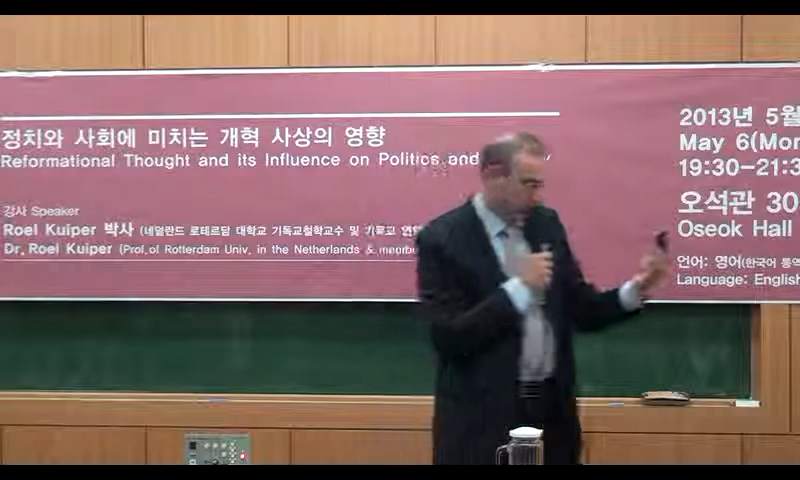 정치와 사회에 미치는 개혁 사상의 영향
Reformational Thought and its Influence on Politics and
강사 Speaker
Roel Kuiper 박사 (네덜란드 로테르담 대학교 기독교철학교수 및 기독교
Dr. Roel Kuiper (Prof.of Rotterdam Univ. in the Netherlands &
2013년 5월
May 6(Mon
19:30-21:3
오석관 30
Oseok Hall
언어: 영어(한국어 통역
Language: English